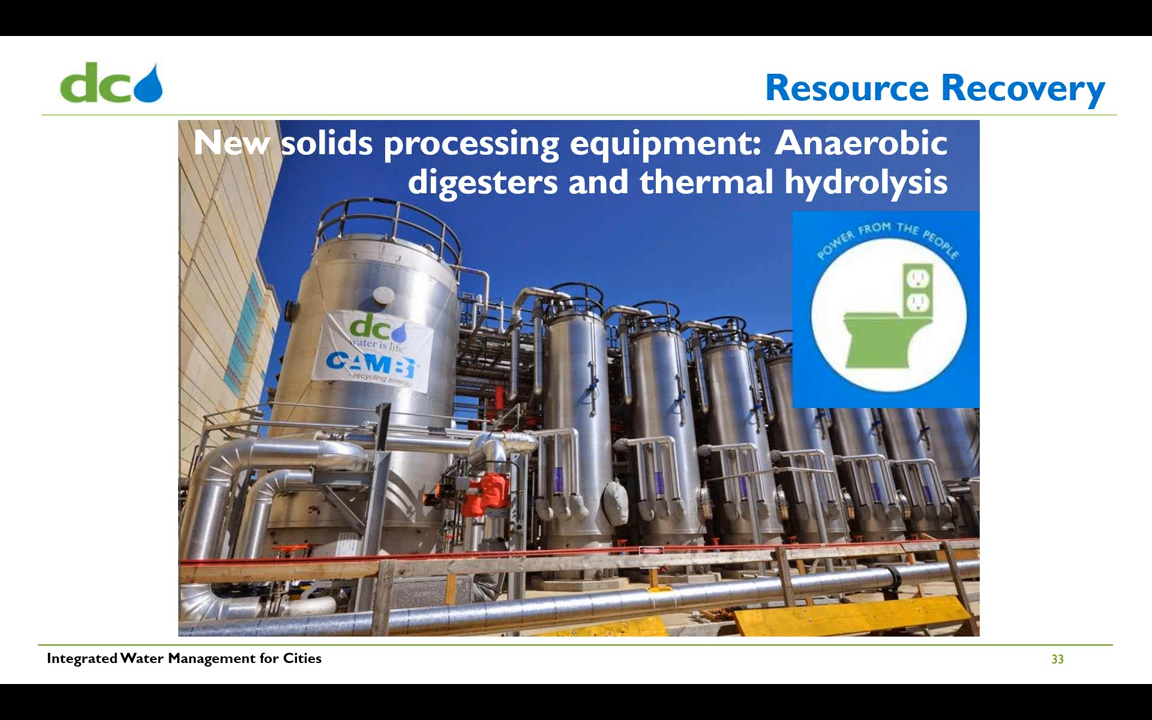 dc
Resource Recovery
New solids processing equipment: Anaerobic
digesters and thermal hydrolysis
POWER FROM THE PEOPLE
dc
water is life
CAMBI
recycling energy
Integrated Water Management for Cities
33